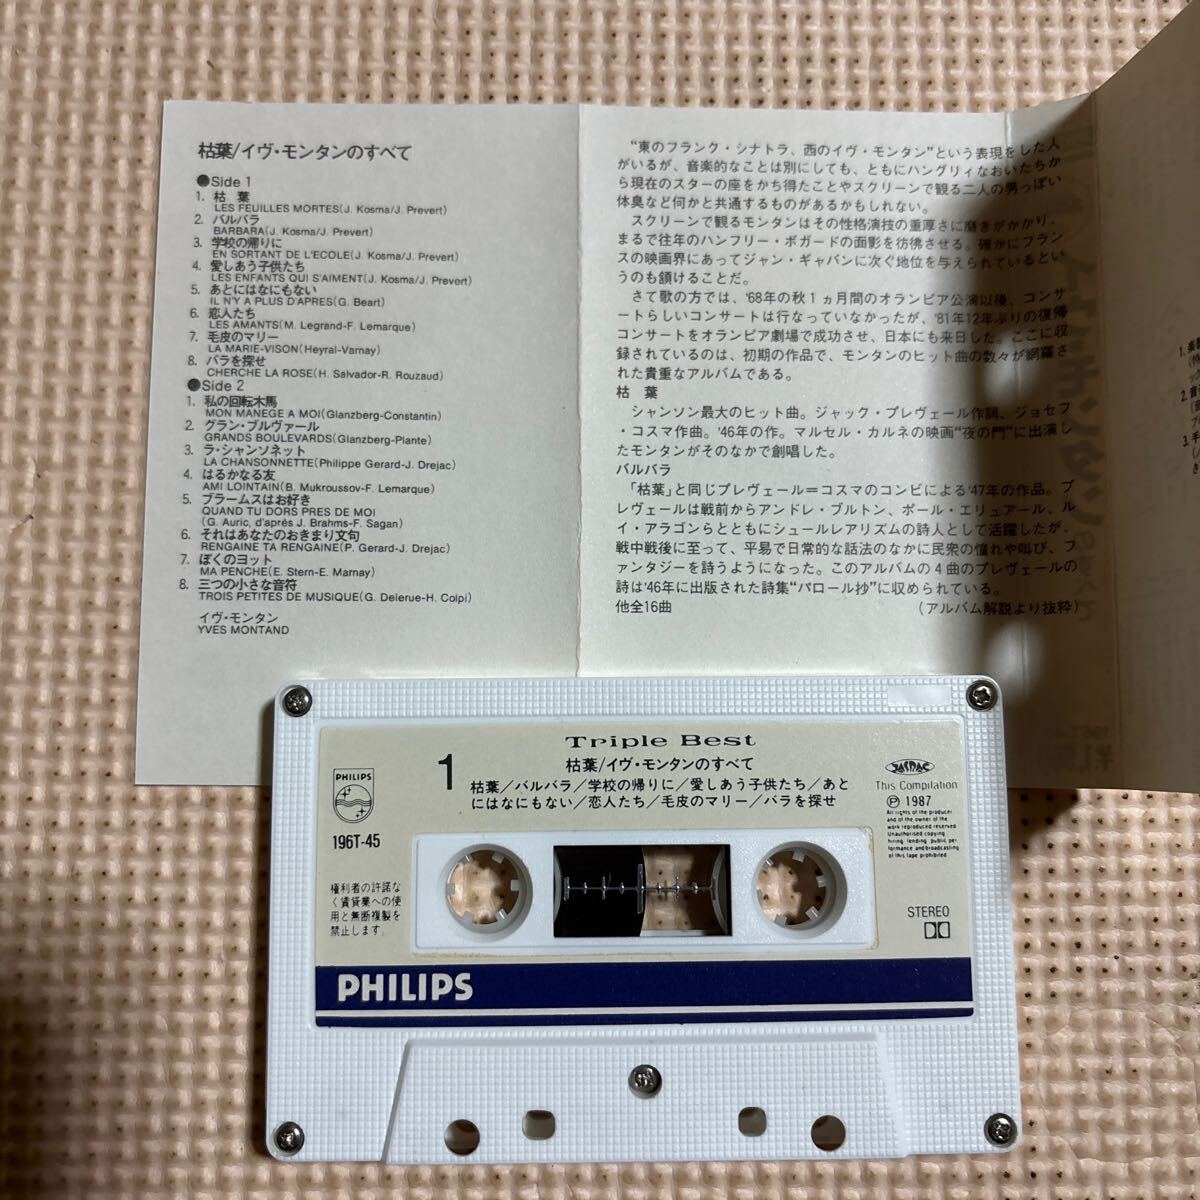 枯葉/イヴ・モンタンのすべて
●Side 1
1. 枯　葉
LES FEUILLES MORTES(J. Kosma/J. Prevert)
2. バルバラ
BARBARA(J. Kosma/J. Prevert)
3. 学校の帰りに
EN SORTANT DE L'ECOLE(J. Kosma/J. Prevert)
4. 愛しあう子供たち
LES ENFANTS QUI S'AIMENT(J. Kosma/J. Prevert)
5. あとにはなにもない
IL N'Y A PLUS D'APRES(G. Beart)
6. 恋人たち
LES AMANTS(M. Legrand-F. Lemarque)
7. 毛皮のマリー
LA MARIE-VISON(Heyral-Varnay)
8. バラを探せ
CHERCHE LA ROSE(H. Salvador-R. Rouzaud)
●Side 2
1. 私の回転木馬
MON MANEGE A MOI(Glanzberg-Constantin)
2. グラン・ブルヴァール
GRANDS BOULEVARDS(Glanzberg-Plante)
3. ラ・シャンソネット
LA CHANSONNETTE(Philippe Gerard-J. Drejac)
4. はるかなる友
AMI LOINTAIN(B. Mukroussov-F. Lemarque)
5. ブラームスはお好き
QUAND TU DORS PRES DE MOI
(G. Auric, d'aprés J. Brahms-F. Sagan)
6. それはあなたのおきまり文句
RENGAINE TA RENGAINE(P. Gerard-J. Drejac)
7. ぼくのヨット
MA PENCHE(E. Stern-E. Marnay)
8. 三つの小さな音符
TROIS PETITES DE MUSIQUE(G. Delerue-H. Colpi)
イヴ・モンタン
YVES MONTAND
“東のフランク・シナトラ、西のイヴ・モンタン”という表現をした人
がいるが、音楽的なことは別にしても、ともにハングリィなおいたちか
ら現在のスターの座をかち得たことやスクリーンで観る二人の男っぽい
体臭など何かと共通するものがあるかもしれない。
スクリーンで観るモンタンはその性格演技の重厚さに磨きがかかり、
まるで往年のハンフリー・ボガードの面影を彷彿させる。確かにフラン
スの映画界にあってジャン・ギャバンに次ぐ地位を与えられているとい
うのも頷けることだ。
さて歌の方では、'68年の秋1ヵ月間のオランピア公演以後、コンサ
ートらしいコンサートは行なっていなかったが、'81年12年ぶりの復帰
コンサートをオランピア劇場で成功させ、日本にも来日した。ここに収
録されているのは、初期の作品で、モンタンのヒット曲の数々が網羅さ
れた貴重なアルバムである。
枯　葉
シャンソン最大のヒット曲。ジャック・プレヴェール作詞、ジョセフ
・コスマ作曲。'46年の作。マルセル・カルネの映画“夜の門”に出演し
たモンタンがそのなかで創唱した。
バルバラ
「枯葉」と同じプレヴェール=コスマのコンビによる'47年の作品。プ
レヴェールは戦前からアンドレ・ブルトン、ポール・エリュアール、ル
イ・アラゴンらとともにシュールレアリズムの詩人として活躍したが、
戦中戦後に至って、平易で日常的な話法のなかに民衆の憧れや叫び、フ
ァンタジーを詩うようになった。このアルバムの4曲のプレヴェールの
詩は'46年に出版された詩集“パロール抄”に収められている。
他全16曲　（アルバム解説より抜粋）
Triple Best
枯葉/イヴ・モンタンのすべて
1
枯葉/バルバラ/学校の帰りに/愛しあう子供たち/あと
にはなにもない/恋人たち/毛皮のマリー/バラを探せ
PHILIPS
196T-45
権利者の許諾な
く賃貸業への使
用と無断複製を
禁止します.
JASRAC
This Compilation
℗ 1987
All rights of the producer
and of the owner of the
work reproduced reserved
Unauthorised copying
hiring lending public per
formance and broadcasting
of this tape prohibited.
STEREO
PHILIPS